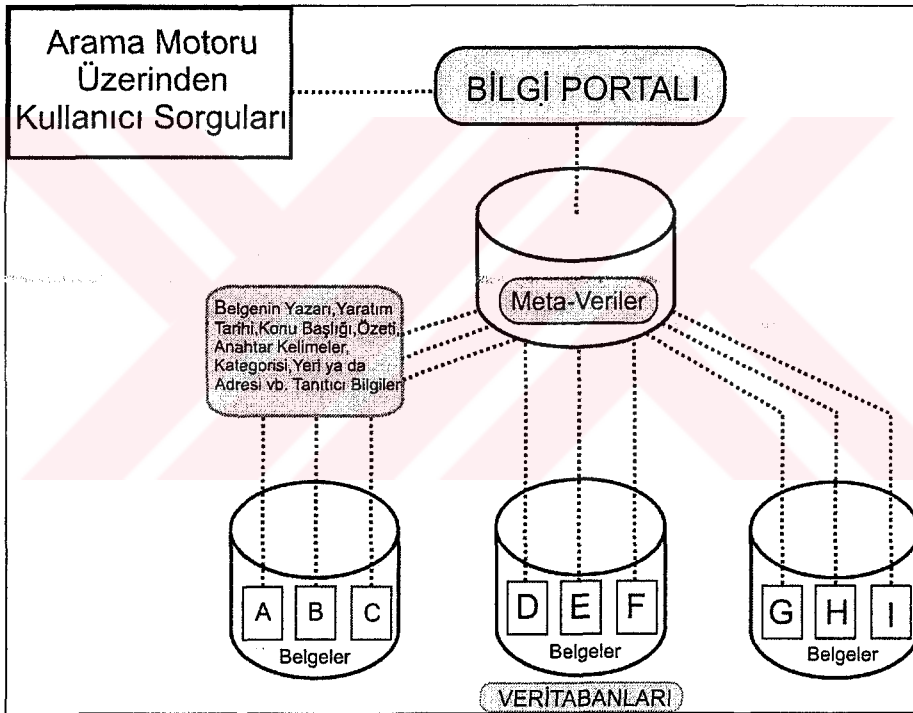 Arama Motoru
Üzerinden
Kullanıcı Sorguları
BİLGİ PORTALI
Meta-Veriler
Belgenin Yazarı,Yaratım
Tarihi,Konu Başlığı,Özeti,
Anahtar Kelimeler,
Kategorisi,Yeri ya da
Adresi vb. Tanıtıcı Bilgiler
A B C
Belgeler
D E F
Belgeler
G H I
Belgeler
VERİTABANLARI